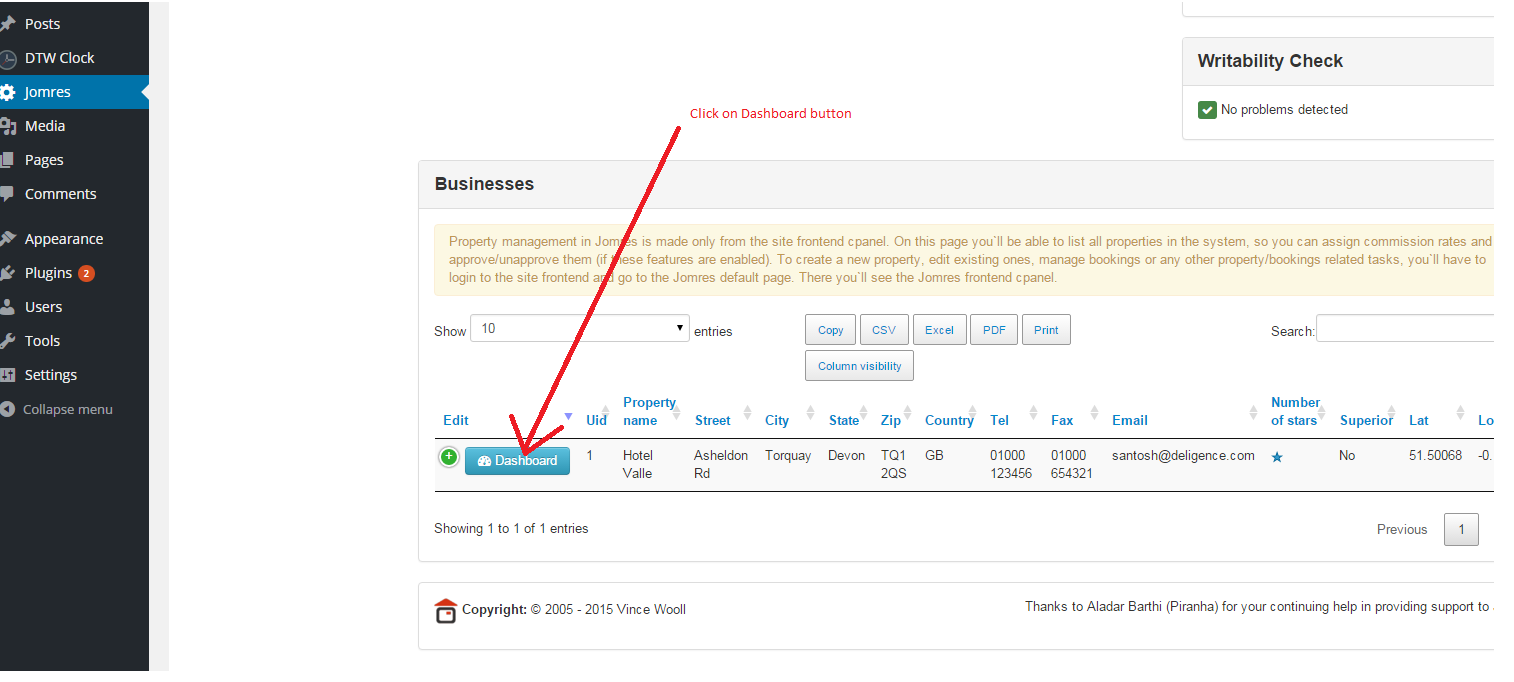 Posts
DTW Clock
Jomres
Media
Pages
Comments
Appearance
Plugins 2
Users
Tools
Settings
Collapse menu
Writability Check
No problems detected
Click on Dashboard button
Businesses
Property management in Jomres is made only from the site frontend cpanel. On this page you`ll be able to list all properties in the system, so you can assign commission rates and
approve/unapprove them (if these features are enabled). To create a new property, edit existing ones, manage bookings or any other property/bookings related tasks, you`ll have to
login to the site frontend and go to the Jomres default page. There you`ll see the Jomres frontend cpanel.
Show 10 entries
Copy CSV Excel PDF Print
Column visibility
Search:
Edit Uid Property name Street City State Zip Country Tel Fax Email Number of stars Superior Lat Lo
Dashboard 1 Hotel Valle Asheldon Rd Torquay Devon TQ1 2QS GB 01000 123456 01000 654321 santosh@deligence.com No 51.50068 -0.
Showing 1 to 1 of 1 entries
Previous 1
Copyright: © 2005 - 2015 Vince Wooll
Thanks to Aladar Barthi (Piranha) for your continuing help in providing support to